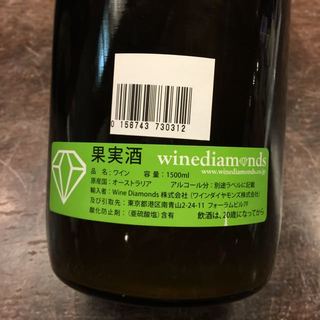 0 156743 730312
果実酒 winediamonds
www.winediamonds.co.jp
品名:ワイン 容量:1500ml
原産国:オーストラリア アルコール分:別途ラベルに記載
輸入者:Wine Diamonds 株式会社 (ワインダイヤモンズ株式会社)
及び引取先:東京都港区南青山2-24-11 フォーラムビル7F
酸化防止剤:(亜硫酸塩)含有 飲酒は、20歳になってから